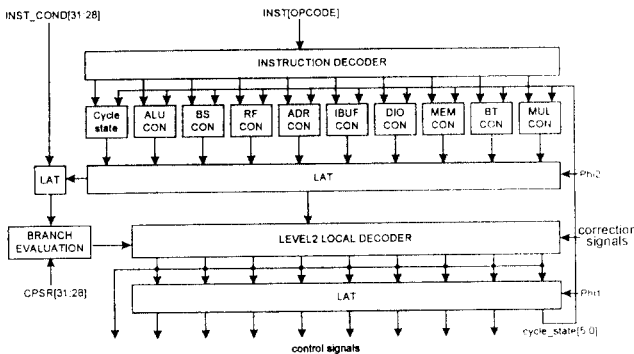 INST_COND[31:28]
INST[OPCODE]
INSTRUCTION DECODER
Cycle state
ALU CON
BS CON
RF CON
ADR CON
IBUF CON
DIO CON
MEM CON
BT CON
MUL CON
LAT
LAT
Phi2
BRANCH EVALUATION
LEVEL2 LOCAL DECODER
correction signals
CPSR[31:28]
LAT
Phi1
cycle_state[5:0]
control signals